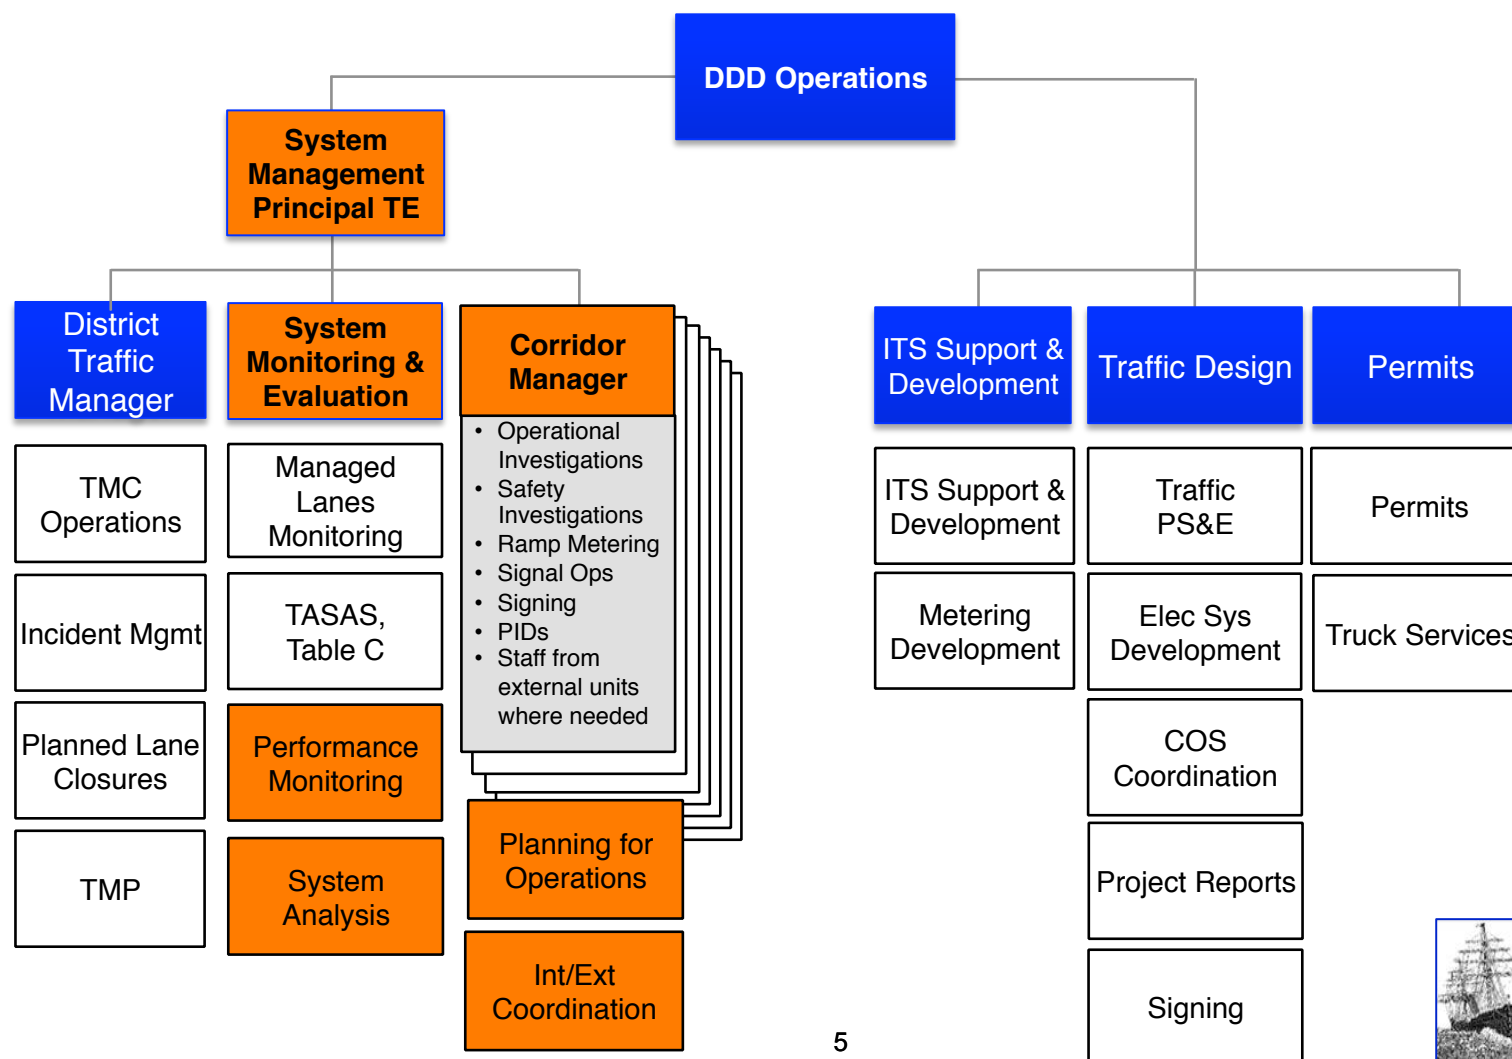 DDD Operations
System
Management
Principal TE
District
Traffic
Manager
TMC
Operations
Incident Mgmt
Planned Lane
Closures
TMP
System
Monitoring &
Evaluation
Managed
Lanes
Monitoring
TASAS,
Table C
Performance
Monitoring
System
Analysis
Corridor
Manager
• Operational
Investigations
• Safety
Investigations
• Ramp Metering
• Signal Ops
• Signing
• PIDs
• Staff from
external units
where needed
Planning for
Operations
Int/Ext
Coordination
ITS Support &
Development
ITS Support &
Development
Metering
Development
Traffic Design
Traffic
PS&E
Elec Sys
Development
COS
Coordination
Project Reports
Signing
Permits
Permits
Truck Services
5